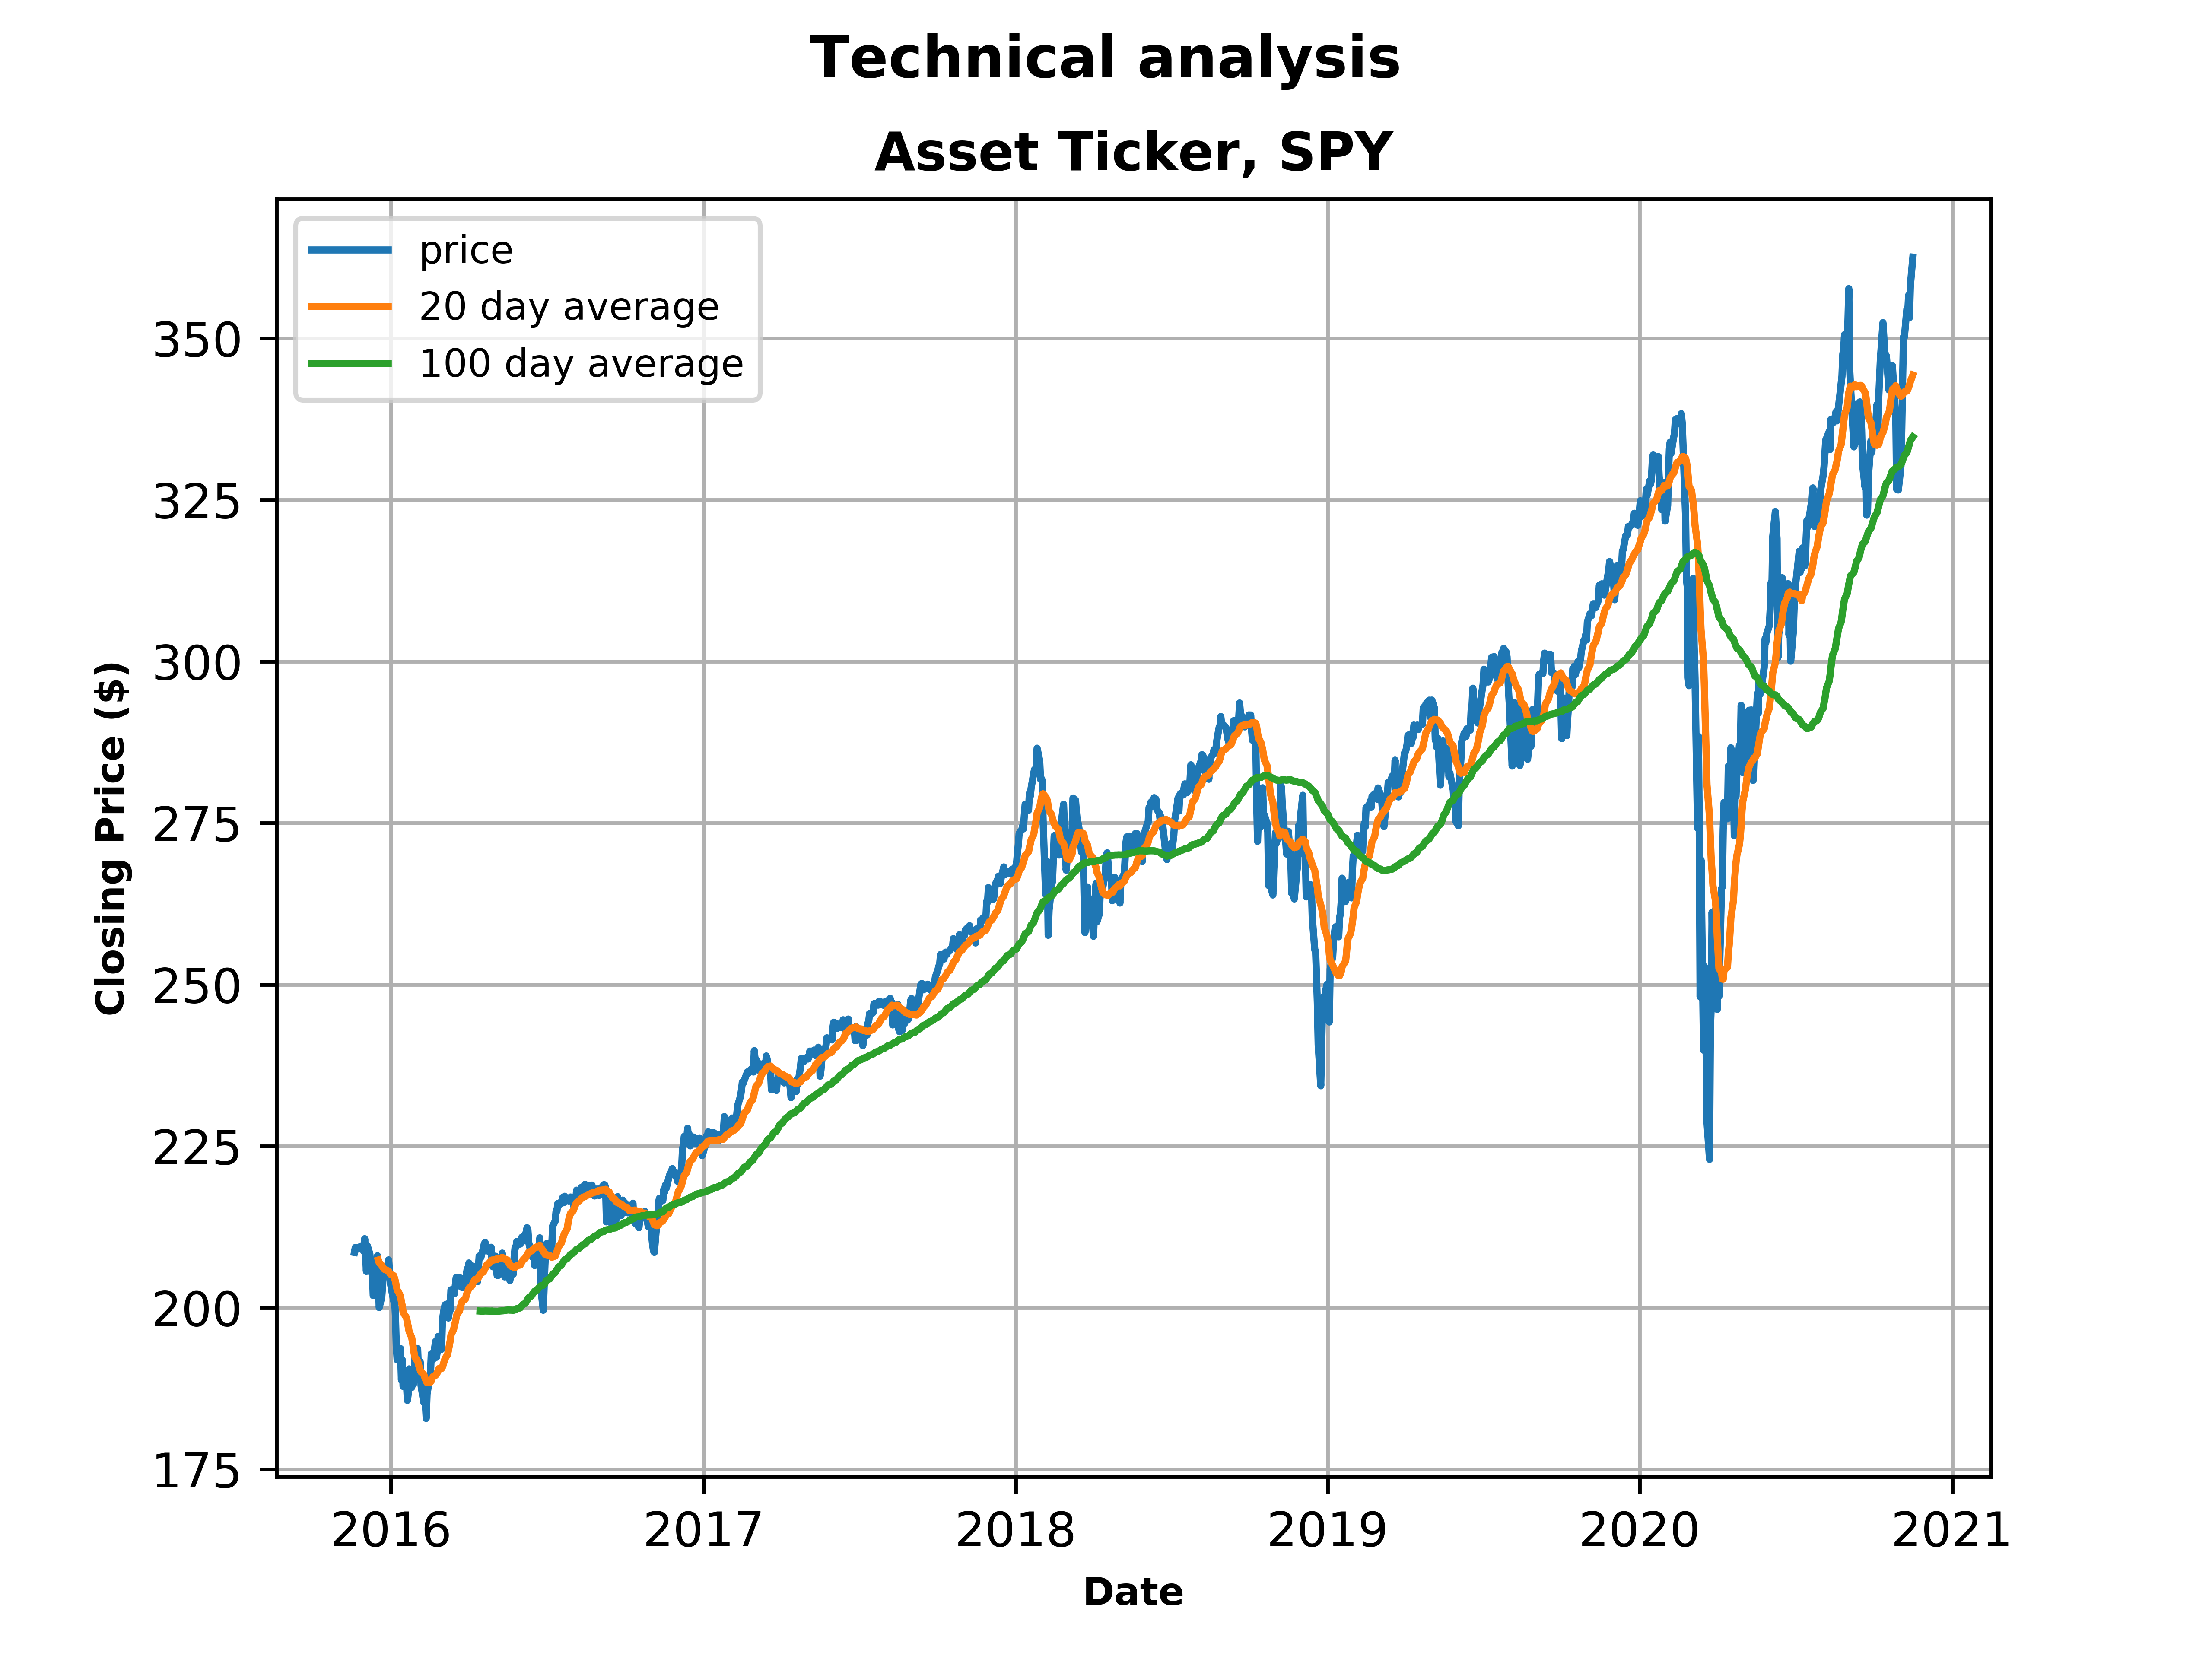 Technical analysis
Asset Ticker, SPY
price
20 day average
100 day average
350
325
300
275
250
225
200
175
Closing Price ($)
2016 2017 2018 2019 2020 2021
Date